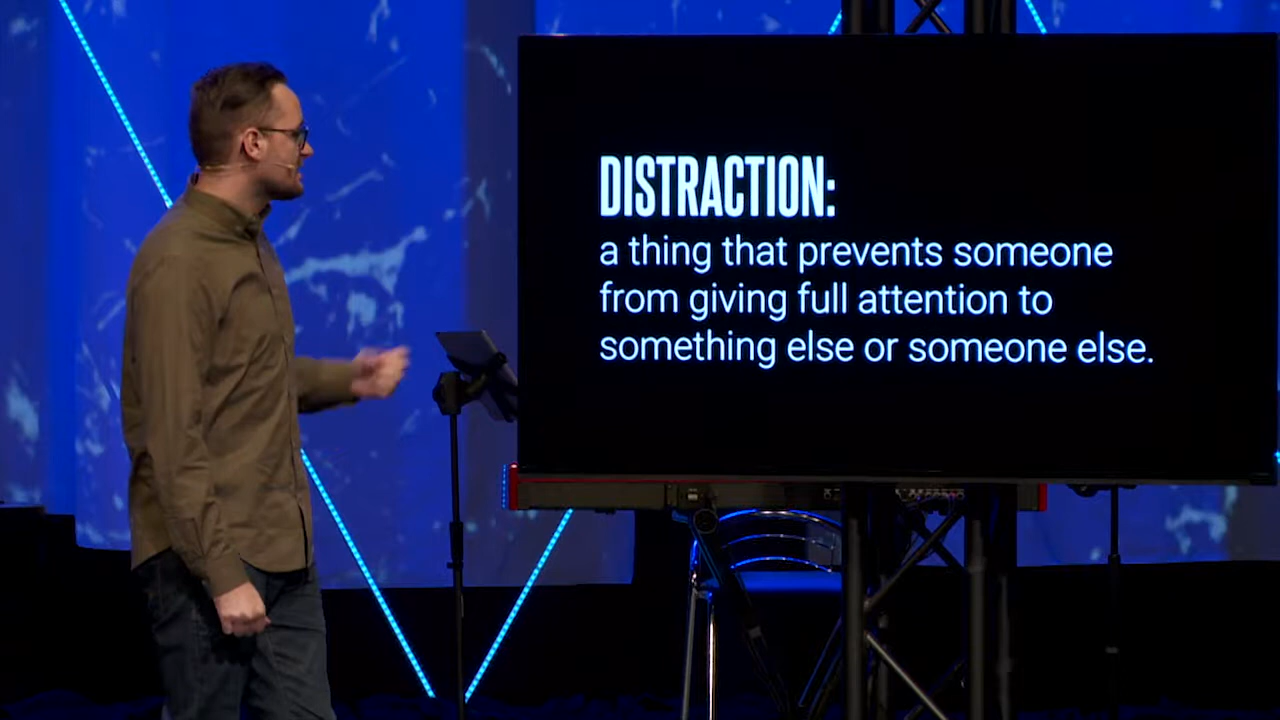 DISTRACTION:
a thing that prevents someone
from giving full attention to
something else or someone else.